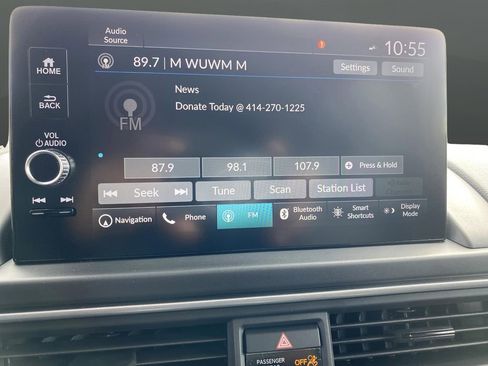 Audio
Source
10:55
HOME
89.7 | M WUWM M
Settings
Sound
BACK
News
Donate Today @ 414-270-1225
FM
VOL
AUDIO
87.9
98.1
107.9
Press & Hold
Seek
Tune
Scan
Station List
Navigation
Phone
FM
Bluetooth
Audio
Smart
Shortcuts
Display
Mode
PASSENGER
OFF